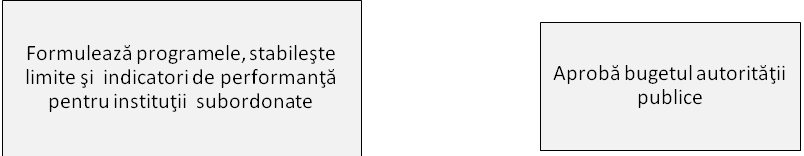 Formulează programele, stabileşte
limite şi  indicatori de performanţă
pentru instituţii  subordonate
Aprobă bugetul autorităţii
publice